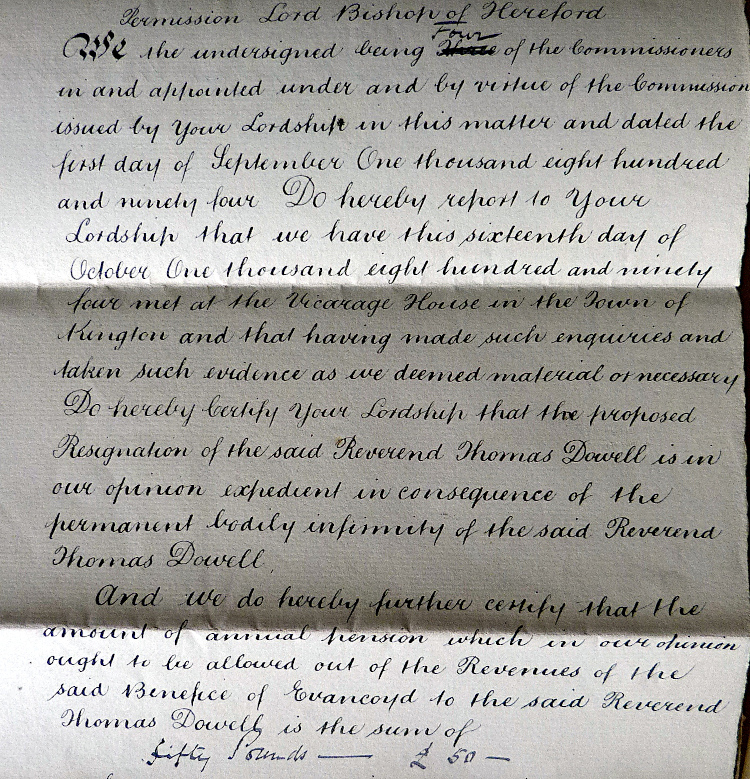 Permission Lord Bishop of Hereford
We the undersigned being Four of the Commissioners
in and appointed under and by virtue of the Commission
issued by Your Lordship in this matter and dated the
first day of September One thousand eight hundred
and ninety four Do hereby report to Your
Lordship that we have this sixteenth day of
October One thousand eight hundred and ninety
four met at the Vicarage House in the Town of
Kington and that having made such enquiries and
taken such evidence as we deemed material or necessary
Do hereby Certify Your Lordship that the proposed
Resignation of the said Reverend Thomas Dowell is in
our opinion expedient in consequence of the
permanent bodily infirmity of the said Reverend
Thomas Dowell.
And we do hereby further certify that the
amount of annual pension which in our opinion
ought to be allowed out of the Revenues of the
said Benefice of Evancoyd to the said Reverend
Thomas Dowell is the sum of
Fifty Pounds — £50 —